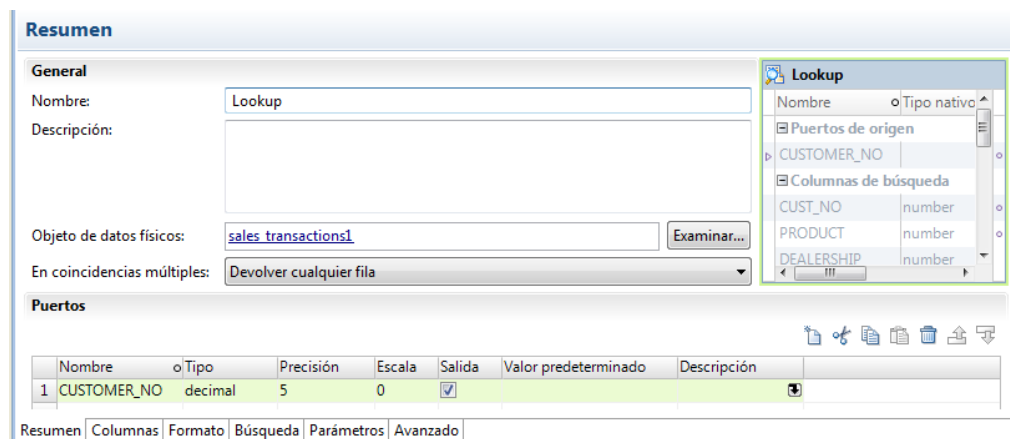 Resumen
General
Nombre: Lookup
Descripción:
Objeto de datos físicos: sales_transactions1 Examinar...
En coincidencias múltiples: Devolver cualquier fila
Lookup
Nombre Tipo nativo
Puertos de origen
CUSTOMER_NO
Columnas de búsqueda
CUST_NO number
PRODUCT number
DEALERSHIP number
Puertos
Nombre Tipo Precisión Escala Salida Valor predeterminado Descripción
1 CUSTOMER_NO decimal 5 0
Resumen Columnas Formato Búsqueda Parámetros Avanzado